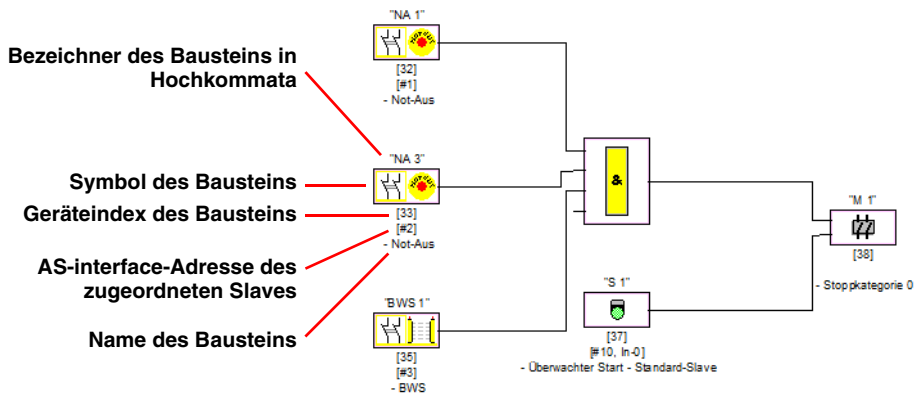 "NA 1"
[32]
[#1]
- Not-Aus
Bezeichner des Bausteins in
Hochkommata
"NA 3"
Symbol des Bausteins
Geräteindex des Bausteins
[33]
[#2]
- Not-Aus
AS-interface-Adresse des
zugeordneten Slaves
Name des Bausteins
"BWS 1"
[35]
[#3]
- BWS
&
"S 1"
[37]
[#10, In-0]
- Überwachter Start - Standard-Slave
"M 1"
[38]
- Stoppkategorie 0